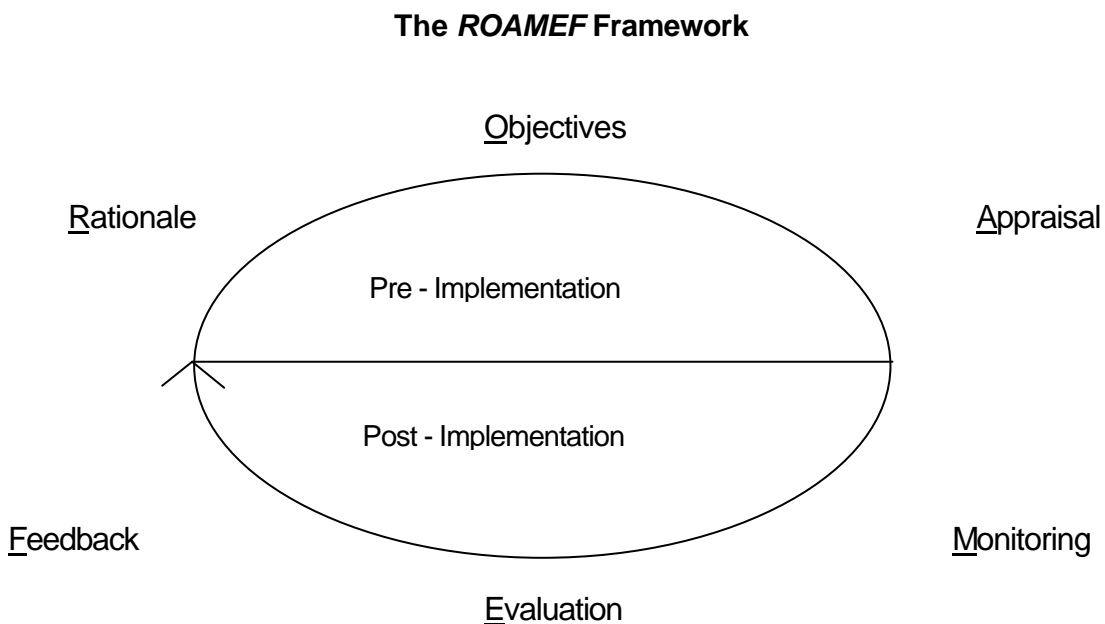 The ROAMEF Framework
Objectives
Rationale
Appraisal
Pre - Implementation
Post - Implementation
Feedback
Monitoring
Evaluation